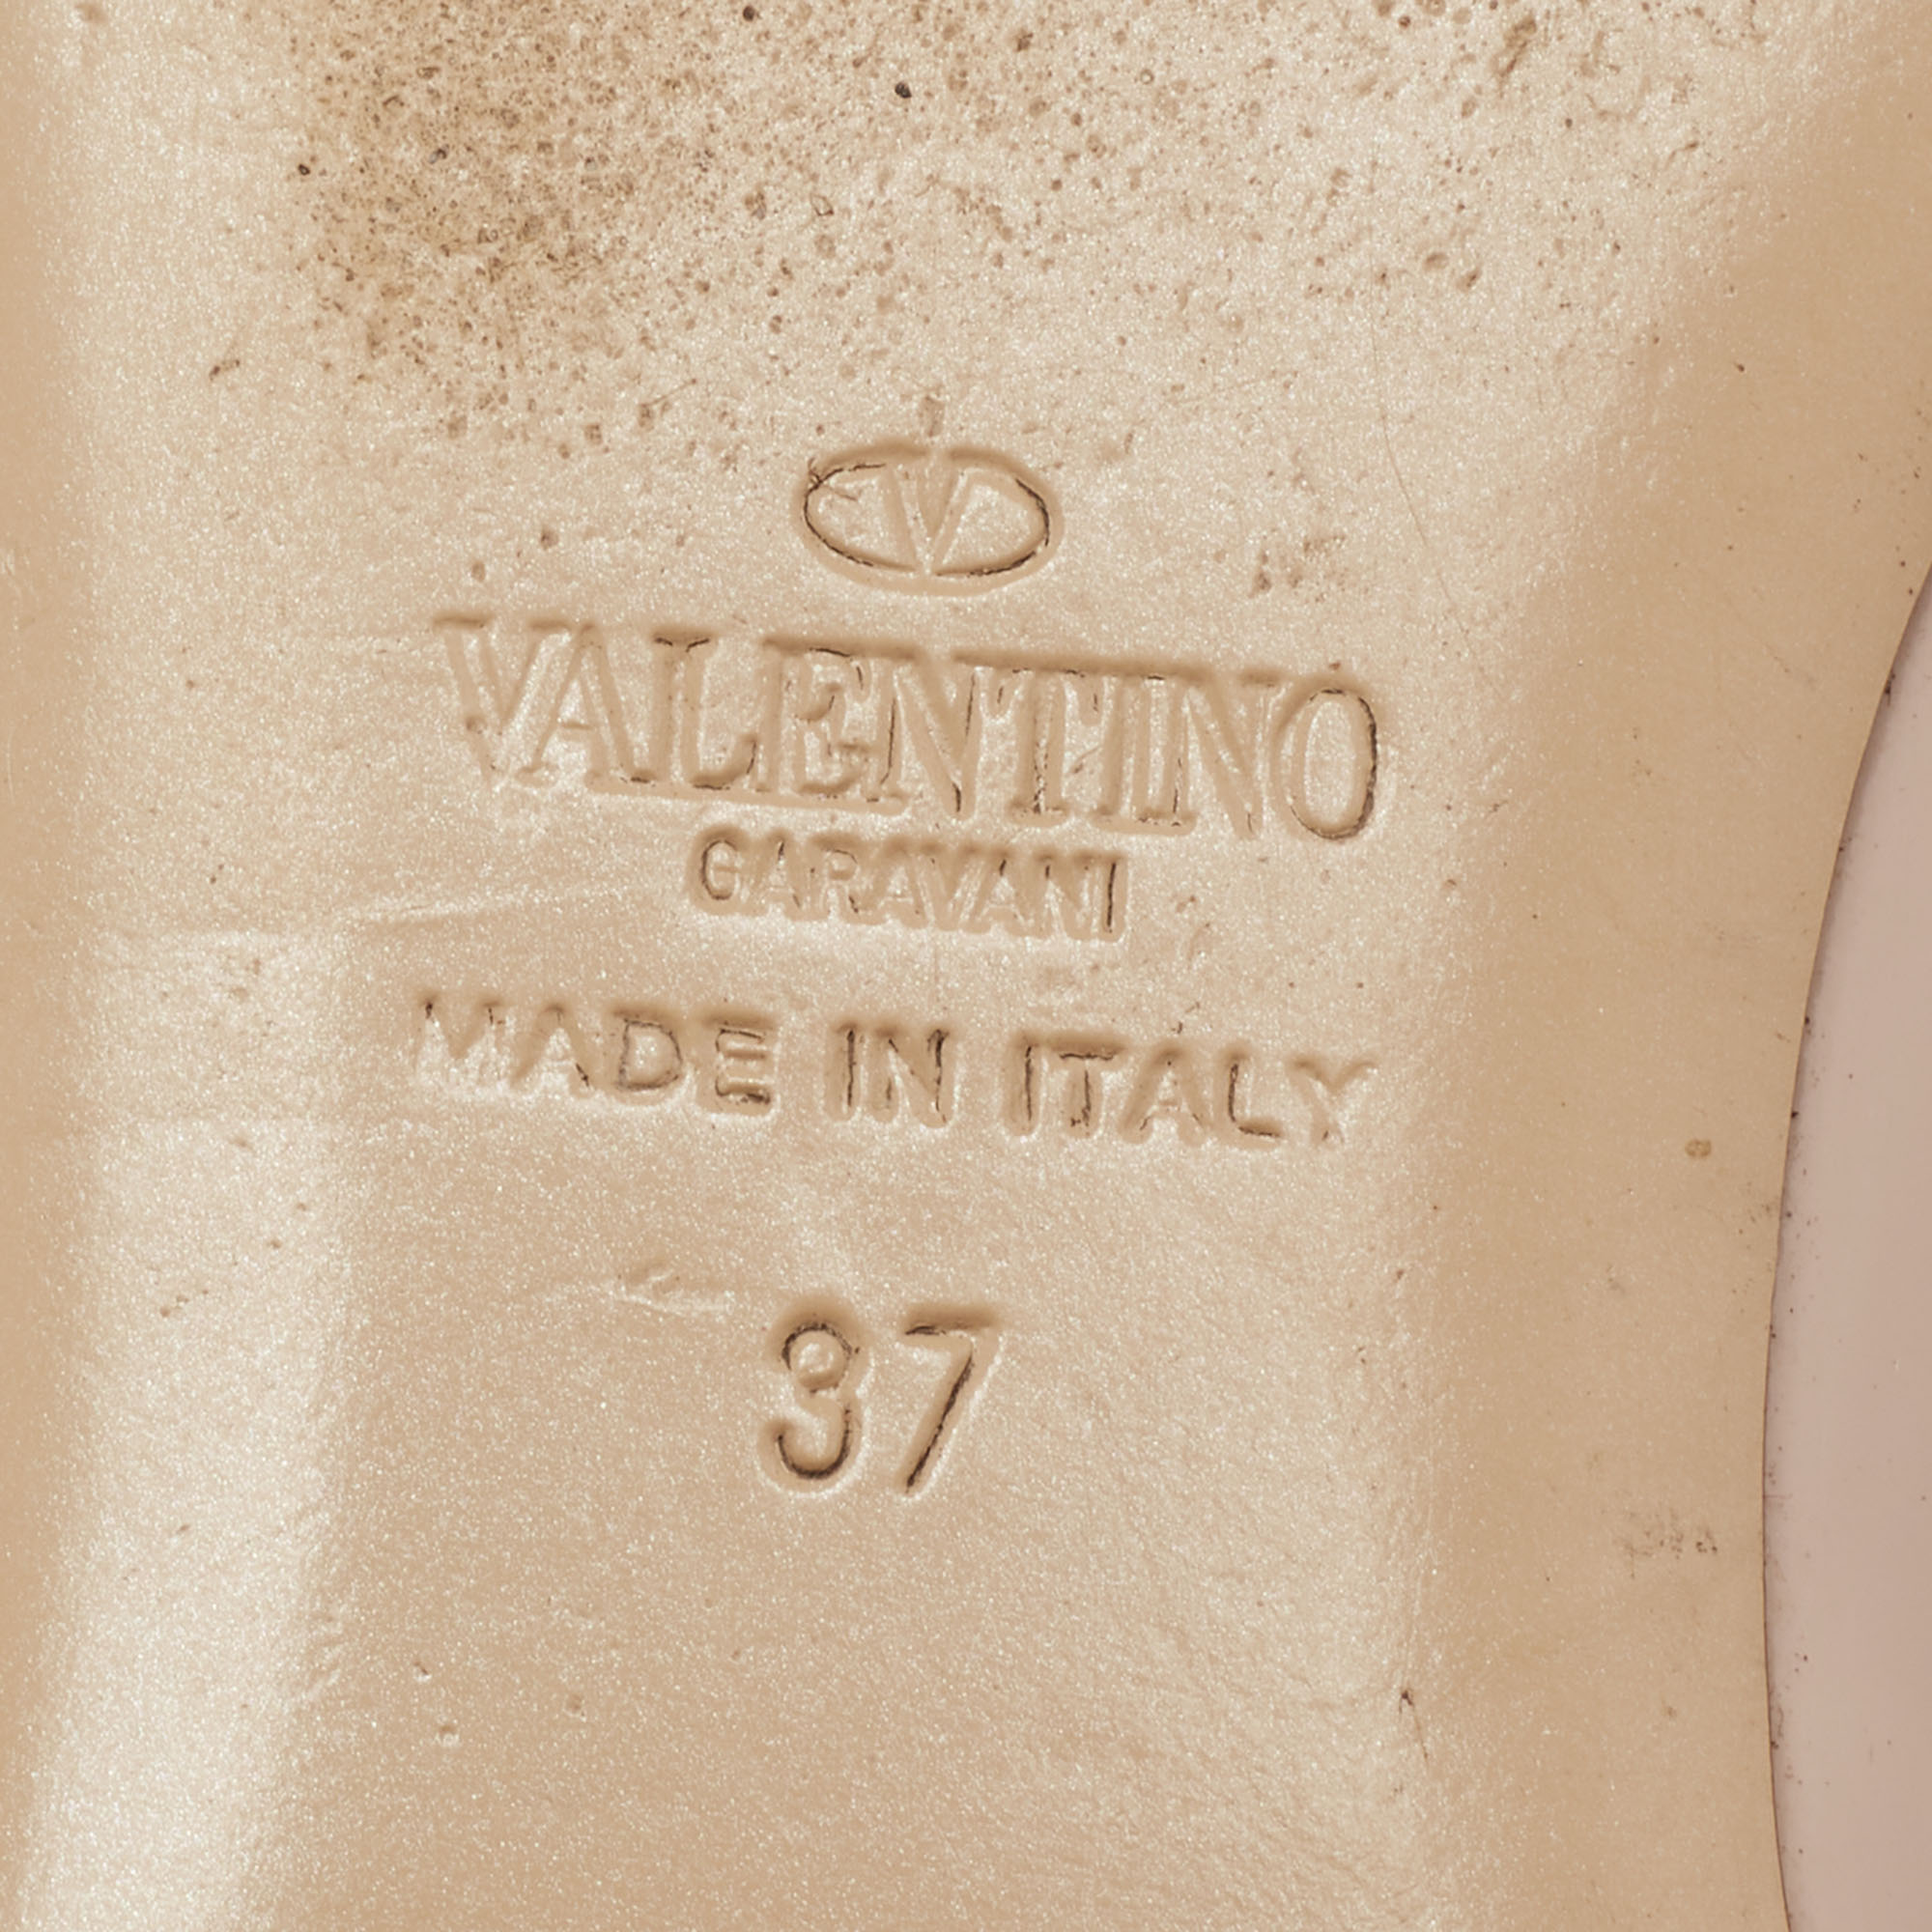 V
VALENTINO
GARAVANI
MADE IN ITALY
37